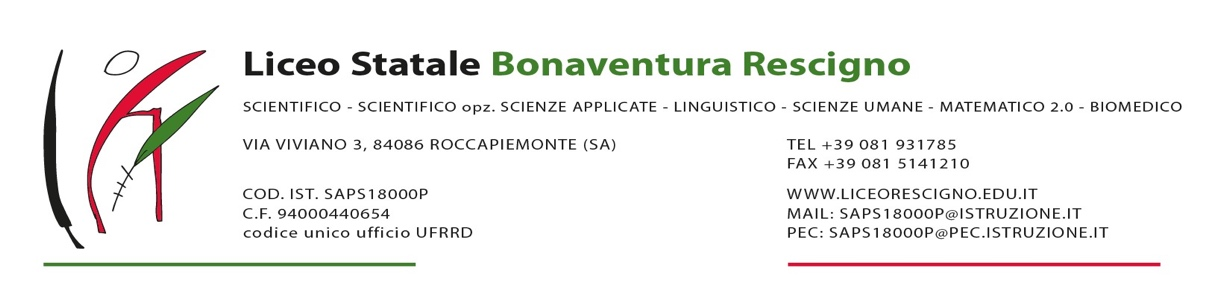 Liceo Statale Bonaventura Rescigno
SCIENTIFICO - SCIENTIFICO opz. SCIENZE APPLICATE - LINGUISTICO - SCIENZE UMANE - MATEMATICO 2.0 - BIOMEDICO
VIA VIVIANO 3, 84086 ROCCAPIEMONTE (SA)
TEL +39 081 931785
FAX +39 081 5141210
COD. IST. SAPS18000P
C.F. 94000440654
codice unico ufficio UFRRD
WWW.LICEORESCIGNO.EDU.IT
MAIL: SAPS18000P@ISTRUZIONE.IT
PEC: SAPS18000P@PEC.ISTRUZIONE.IT